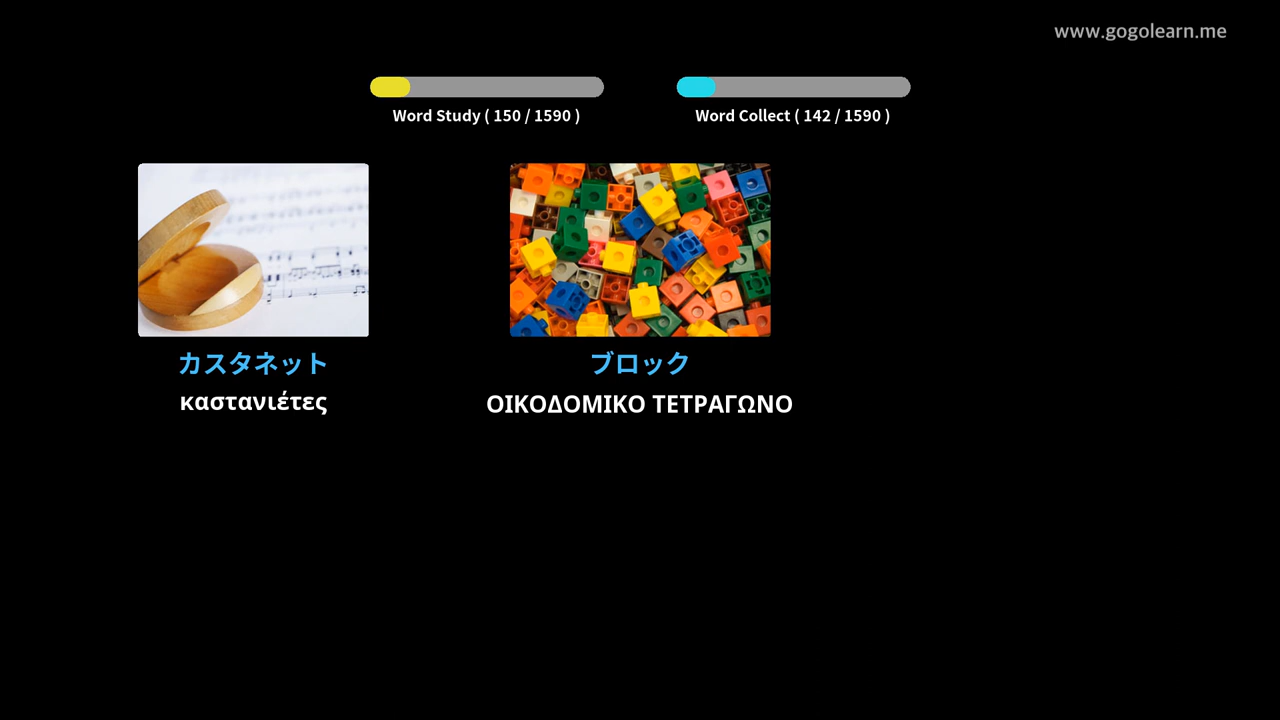 www.gogolearn.me
Word Study ( 150 / 1590 )
Word Collect ( 142 / 1590 )
カスタネット
καστανιέτες
ブロック
ΟΙΚΟΔΟΜΙΚΟ ΤΕΤΡΑΓΩΝΟ